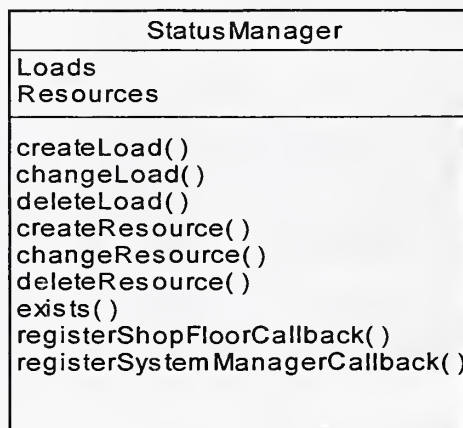 StatusManager
Loads
Resources
createLoad()
changeLoad()
deleteLoad()
createResource()
changeResource()
deleteResource()
exists()
registerShopFloorCallback()
registerSystemManagerCallback()